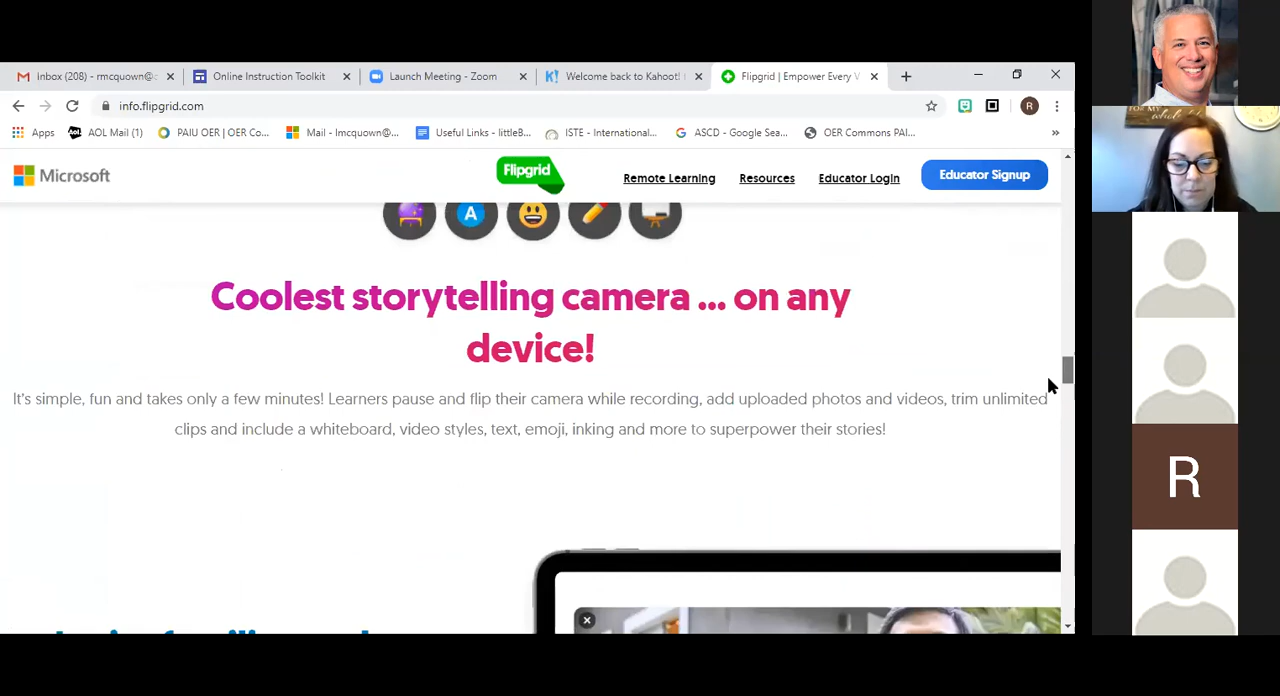 Inbox (208) - rmcquown@c
Online Instruction Toolkit
Launch Meeting - Zoom
K! Welcome back to Kahoot!
Flipgrid | Empower Every V
info.flipgrid.com
R
Apps
AOL Mail (1)
PAIU OER | OER Co...
Mail - lmcquown@...
Useful Links - littleB...
ISTE - Internationa...
ASCD - Google Sea...
OER Commons PAI...
»
Microsoft
Flipgrid
Remote Learning
Resources
Educator Login
Educator Signup
A
Coolest storytelling camera ... on any
device!
It's simple, fun and takes only a few minutes! Learners pause and flip their camera while recording, add uploaded photos and videos, trim unlimited
clips and include a whiteboard, video styles, text, emoji, inking and more to superpower their stories!
FOR MY
R